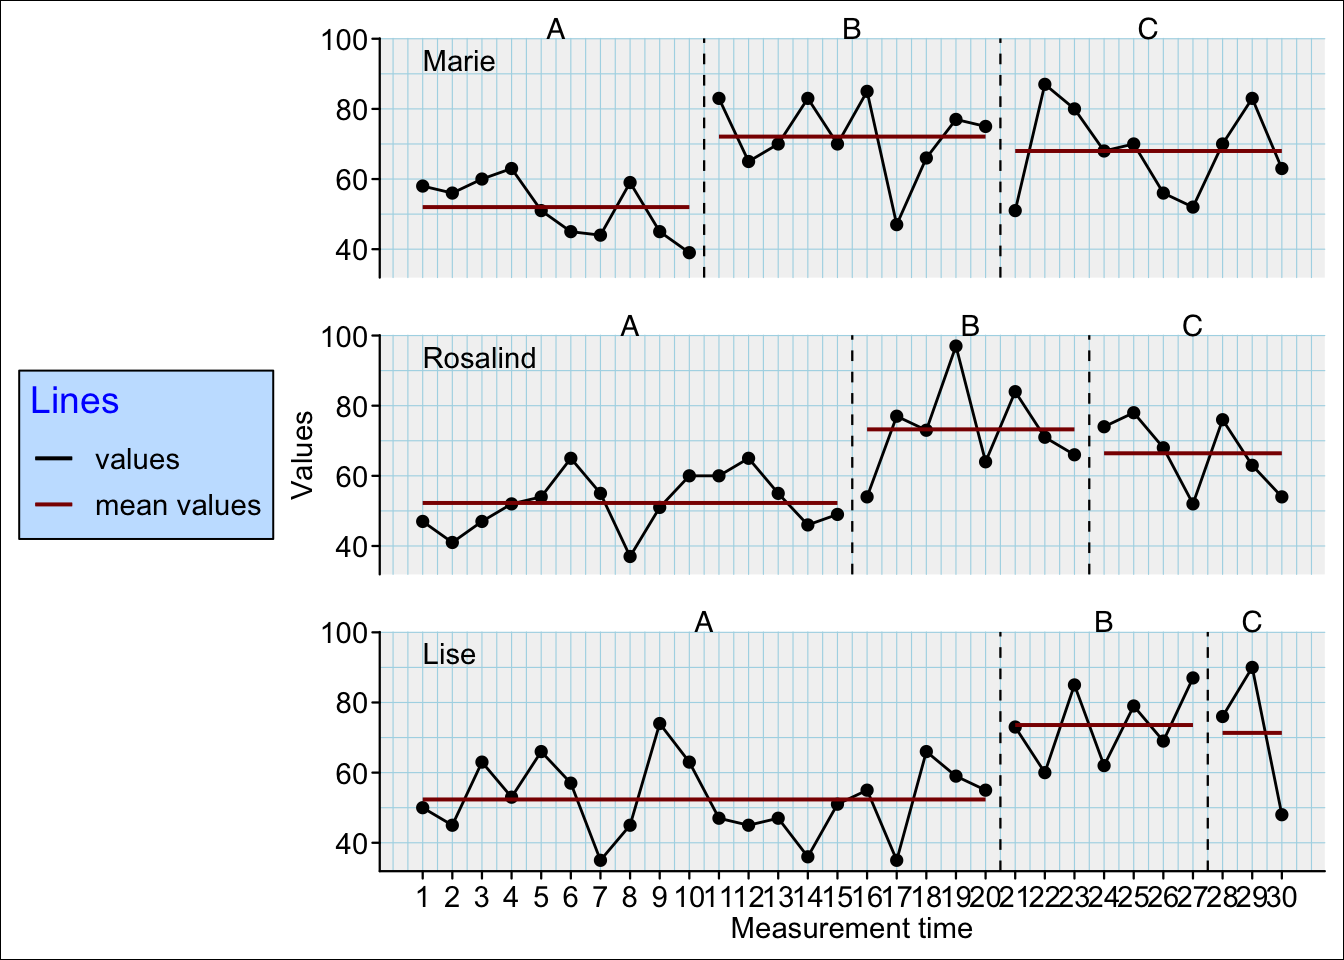 A B C
100
Marie
80
60
40
A B C
100
Rosalind
80
60
40
Lines
values
mean values
Values
A B C
100
Lise
80
60
40
1 2 3 4 5 6 7 8 9 10 11 12 13 14 15 16 17 18 19 20 21 22 23 24 25 26 27 28 29 30
Measurement time